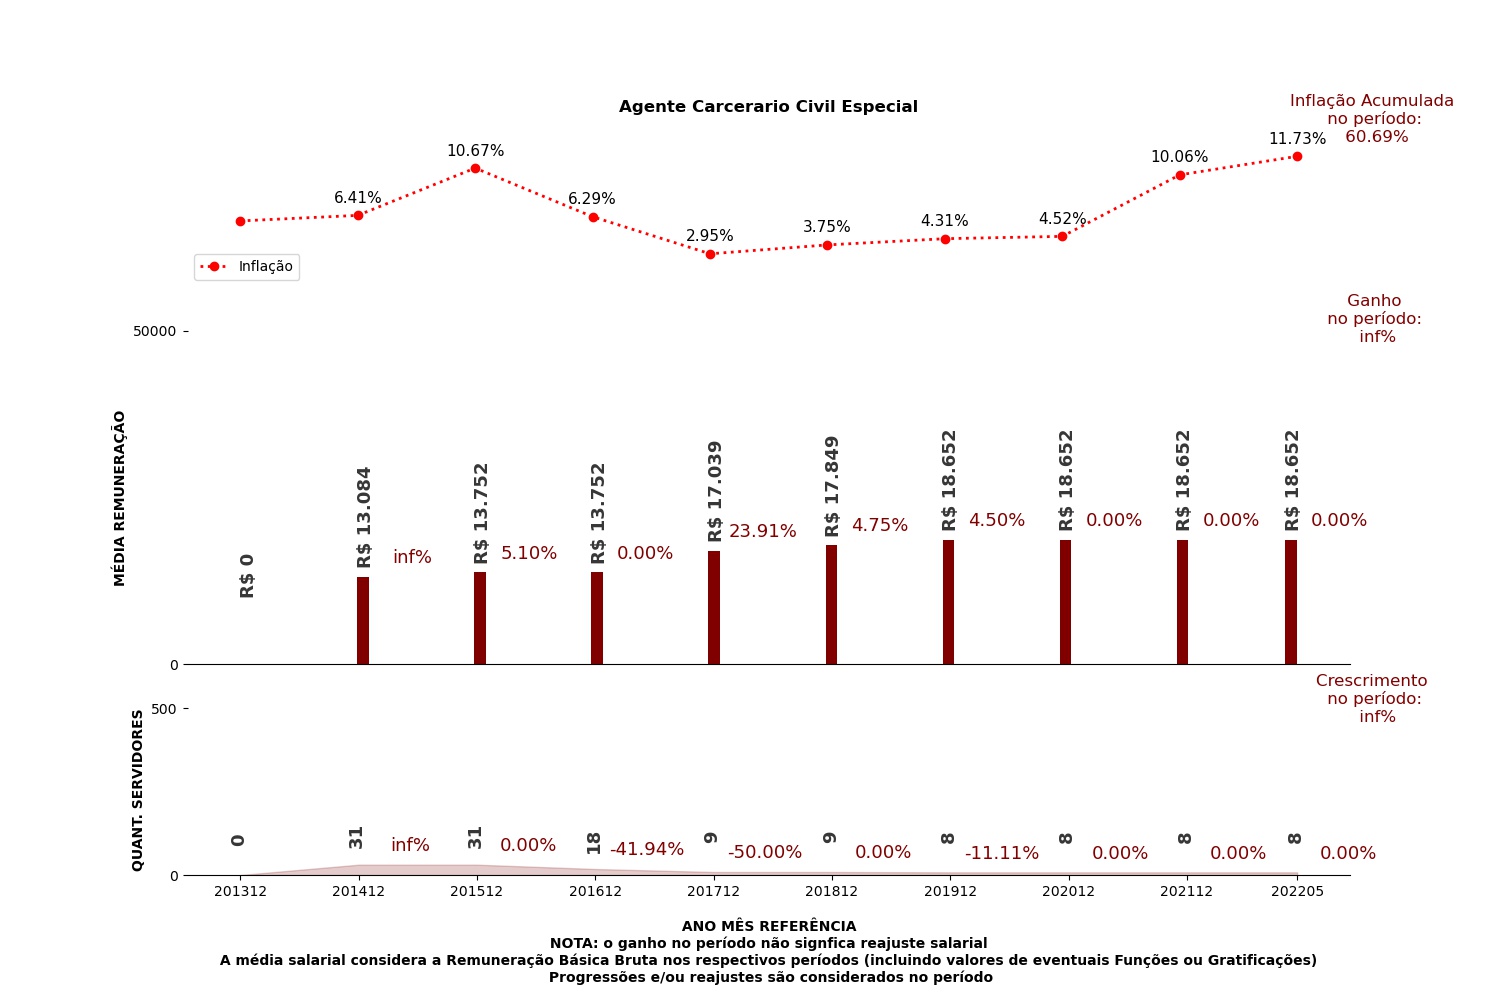 Agente Carcerario Civil Especial
Inflação Acumulada
no período:
60.69%
6.41%
10.67%
6.29%
2.95%
3.75%
4.31%
4.52%
10.06%
11.73%
Inflação
Ganho
no período:
inf%
50000
0
MÉDIA REMUNERAÇÃO
R$ 0
R$ 13.084
inf%
R$ 13.752
5.10%
R$ 13.752
0.00%
R$ 17.039
23.91%
R$ 17.849
4.75%
R$ 18.652
4.50%
R$ 18.652
0.00%
R$ 18.652
0.00%
R$ 18.652
0.00%
Crescrimento
no período:
inf%
500
0
QUANT. SERVIDORES
0
31
inf%
31
0.00%
18
-41.94%
9
-50.00%
9
0.00%
8
-11.11%
8
0.00%
8
0.00%
8
0.00%
201312
201412
201512
201612
201712
201812
201912
202012
202112
202205
ANO MÊS REFERÊNCIA
NOTA: o ganho no período não signfica reajuste salarial
A média salarial considera a Remuneração Básica Bruta nos respectivos períodos (incluindo valores de eventuais Funções ou Gratificações)
Progressões e/ou reajustes são considerados no período